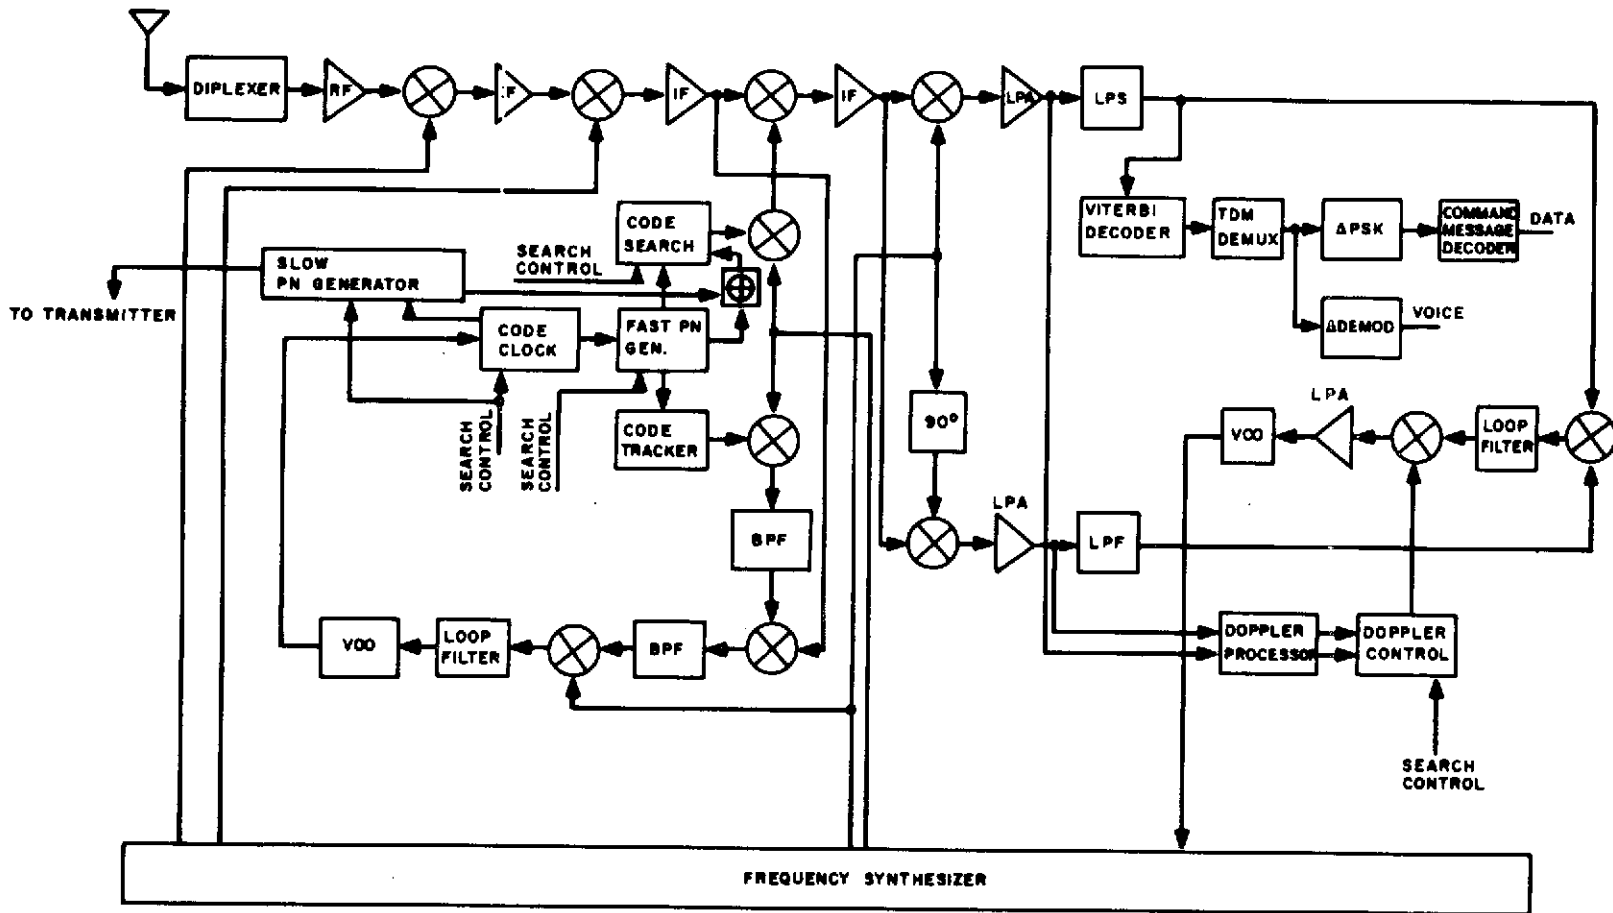 DIPLEXER
RF
IF
IF
IF
LPA
LPS
VITERBI
DECODER
TDM
DEMUX
ΔPSK
COMMAND
MESSAGE
DECODER
DATA
ΔDEMOD
VOICE
CODE
SEARCH
SEARCH
CONTROL
SLOW
PN GENERATOR
TO TRANSMITTER
CODE
CLOCK
FAST PN
GEN.
SEARCH
CONTROL
SEARCH
CONTROL
CODE
TRACKER
90°
LPA
VOO
LOOP
FILTER
BPF
LPA
LPF
VOO
LOOP
FILTER
BPF
DOPPLER
PROCESSOR
DOPPLER
CONTROL
SEARCH
CONTROL
FREQUENCY SYNTHESIZER